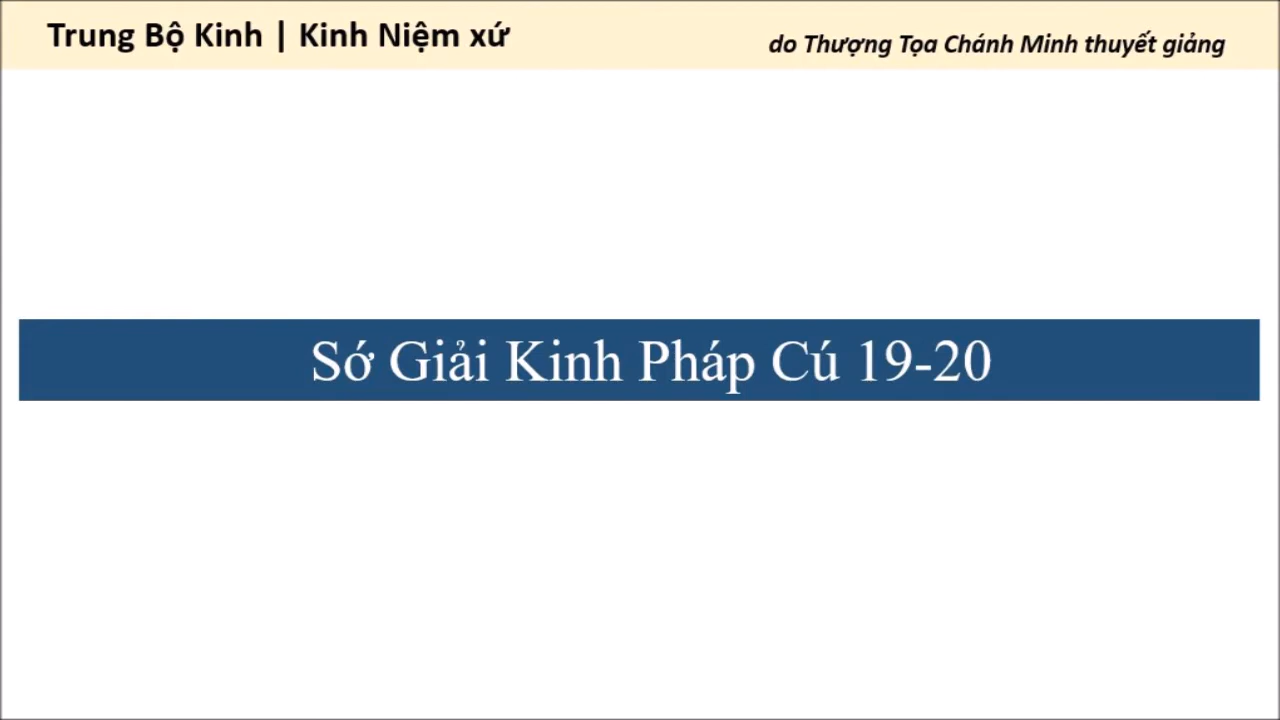 Trung Bộ Kinh | Kinh Niệm xứ
do Thượng Tọa Chánh Minh thuyết giảng
Sớ Giải Kinh Pháp Cú 19-20